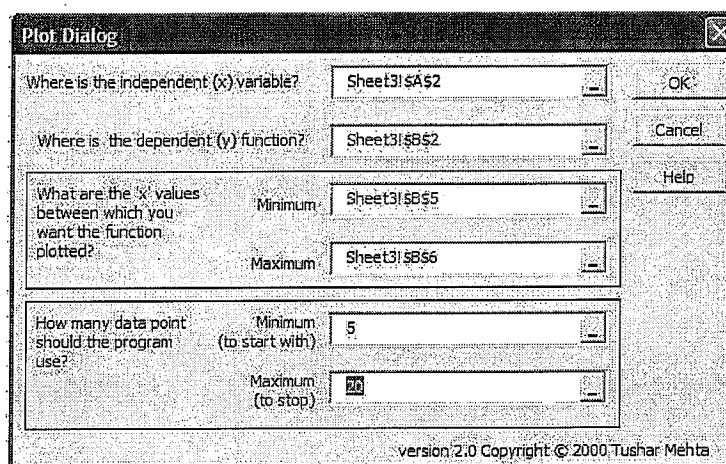 Plot Dialog
Where is the independent (x) variable?
Sheet3!$A$2
OK
Where is the dependent (y) function?
Sheet3!$B$2
Cancel
Help
What are the 'x' values
between which you
want the function
plotted?
Minimum
Sheet3!$B$5
Maximum
Sheet3!$B$6
How many data point
should the program
use?
Minimum
(to start with)
5
Maximum
(to stop)
20
version 2.0 Copyright © 2000 Tushar Mehta